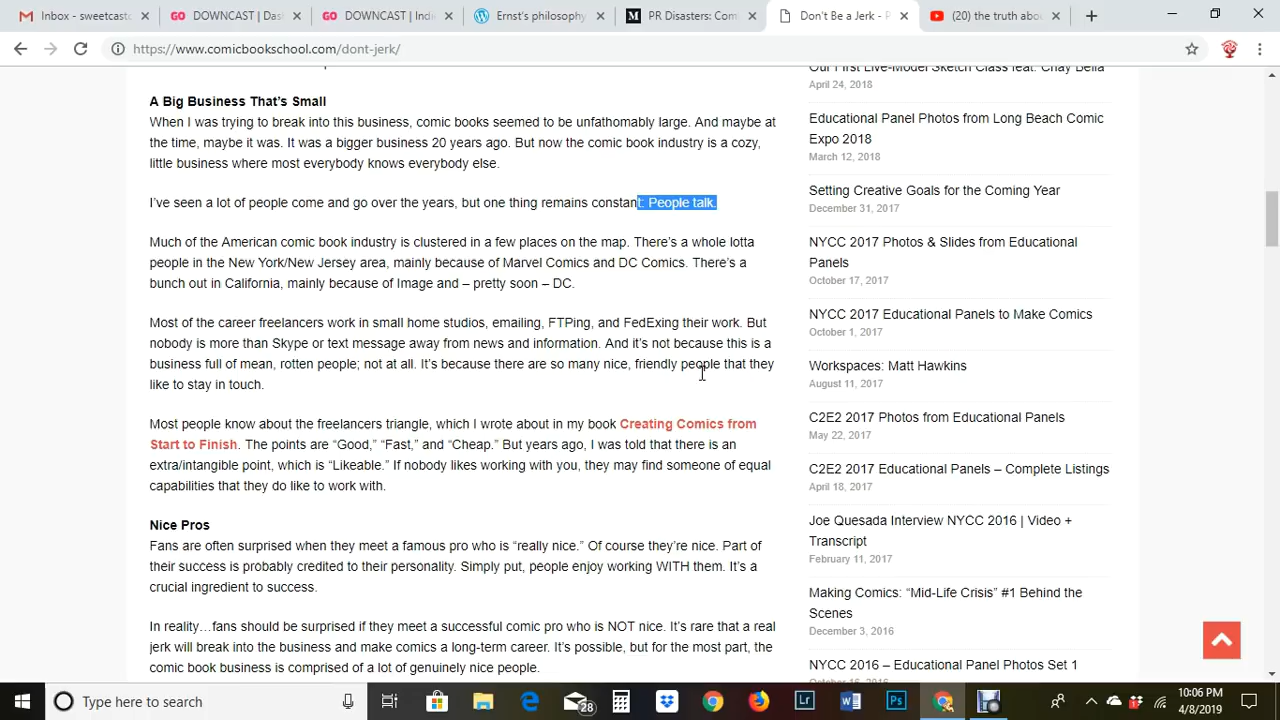 Inbox - sweetcast
DOWNCAST | Das
DOWNCAST | Indie
Ernst's philosophy
PR Disasters: Com
Don't Be a Jerk - P
(20) the truth abou
https://www.comicbookschool.com/dont-jerk/
A Big Business That's Small
When I was trying to break into this business, comic books seemed to be unfathomably large. And maybe at
the time, maybe it was. It was a bigger business 20 years ago. But now the comic book industry is a cozy,
little business where most everybody knows everybody else.
I've seen a lot of people come and go over the years, but one thing remains constant: People talk.
Much of the American comic book industry is clustered in a few places on the map. There's a whole lotta
people in the New York/New Jersey area, mainly because of Marvel Comics and DC Comics. There's a
bunch out in California, mainly because of Image and – pretty soon – DC.
Most of the career freelancers work in small home studios, emailing, FTPing, and FedExing their work. But
nobody is more than Skype or text message away from news and information. And it's not because this is a
business full of mean, rotten people; not at all. It's because there are so many nice, friendly people that they
like to stay in touch.
Most people know about the freelancers triangle, which I wrote about in my book Creating Comics from
Start to Finish. The points are “Good,” “Fast,” and “Cheap.” But years ago, I was told that there is an
extra/intangible point, which is “Likeable.” If nobody likes working with you, they may find someone of equal
capabilities that they do like to work with.
Nice Pros
Fans are often surprised when they meet a famous pro who is “really nice.” Of course they're nice. Part of
their success is probably credited to their personality. Simply put, people enjoy working WITH them. It's a
crucial ingredient to success.
In reality…fans should be surprised if they meet a successful comic pro who is NOT nice. It's rare that a real
jerk will break into the business and make comics a long-term career. It's possible, but for the most part, the
comic book business is comprised of a lot of genuinely nice people.
Our First Live-Model Sketch Class feat. Chay Bella
April 24, 2018
Educational Panel Photos from Long Beach Comic
Expo 2018
March 12, 2018
Setting Creative Goals for the Coming Year
December 31, 2017
NYCC 2017 Photos & Slides from Educational
Panels
October 17, 2017
NYCC 2017 Educational Panels to Make Comics
October 1, 2017
Workspaces: Matt Hawkins
August 11, 2017
C2E2 2017 Photos from Educational Panels
May 22, 2017
C2E2 2017 Educational Panels – Complete Listings
April 18, 2017
Joe Quesada Interview NYCC 2016 | Video +
Transcript
February 11, 2017
Making Comics: “Mid-Life Crisis” #1 Behind the
Scenes
December 3, 2016
NYCC 2016 – Educational Panel Photos Set 1
October 16, 2016
Type here to search
28
Lr
Ps
10:06 PM
4/8/2019